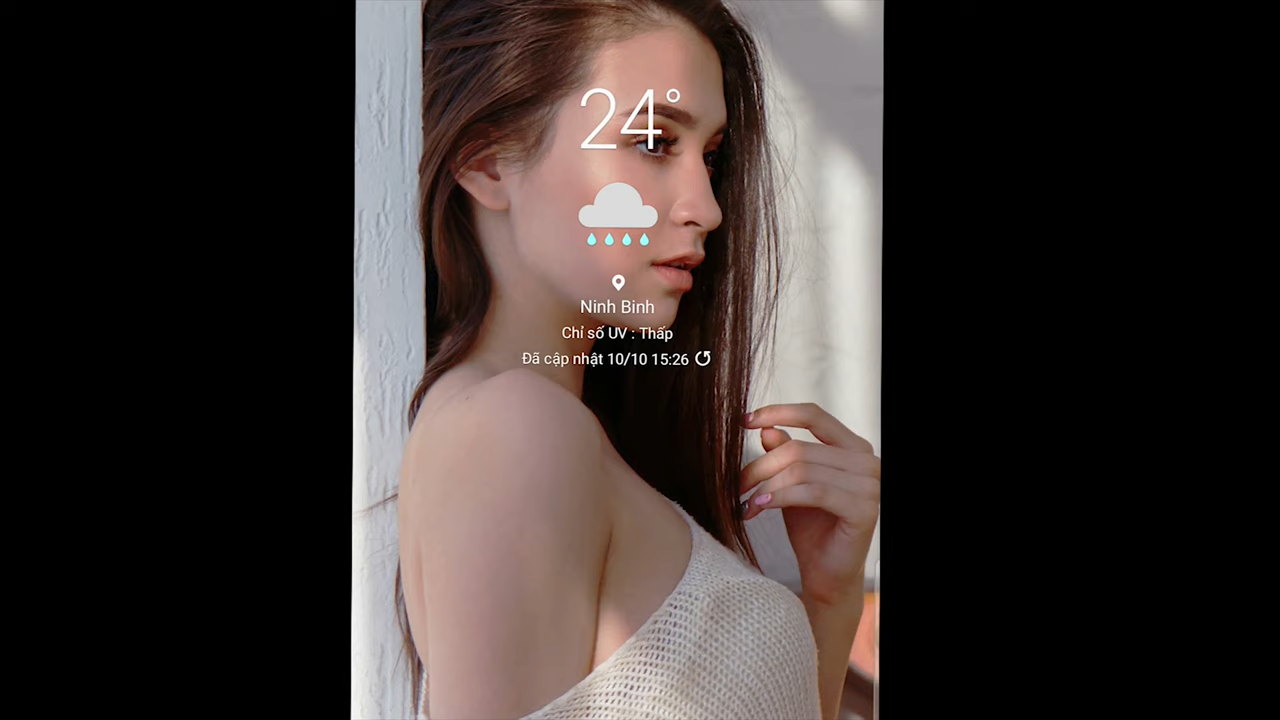 24°
Ninh Binh
Chỉ số UV : Thấp
Đã cập nhật 10/10 15:26